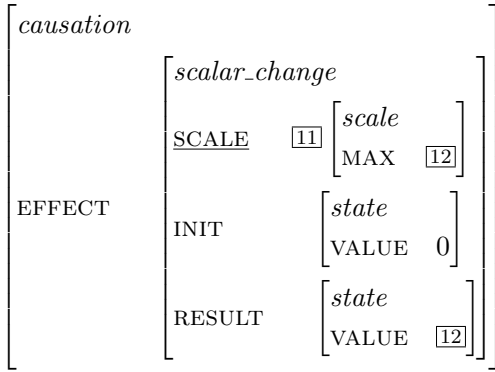 causation
scalar_change
SCALE 11 scale
MAX 12
EFFECT
INIT state
VALUE 0
RESULT state
VALUE 12